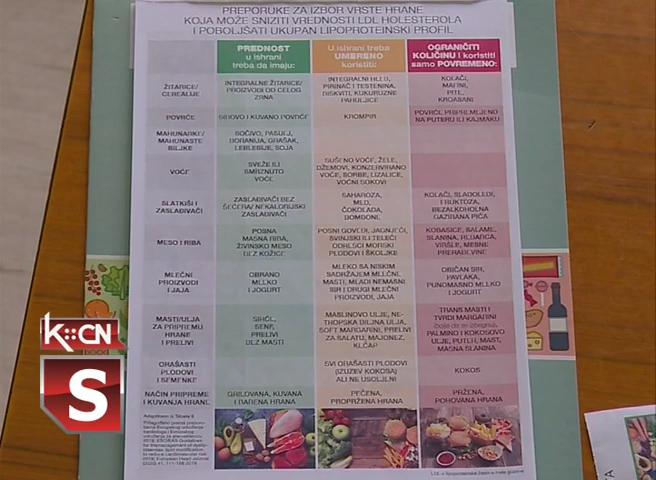 PREPORUKE ZA IZBOR VRSTE HRANE
KOJA MOŽE SNIZITI VREDNOSTI LDL HOLESTEROLA
I POBOLJŠATI UKUPAN LIPOPROTEINSKI PROFIL
PREDNOST
u ishrani
treba da imaju:
U ishrani treba
UMERENO
koristiti:
OGRANIČITI
KOLIČINU i koristiti
samo POVREMENO:
ŽITARICE/
CEREALIJE
INTEGRALNE ŽITARICE/
PROIZVODI OD CELOG
ZRNA
INTEGRALNI HLEB,
PIRINAČ I TESTENINA,
BISKVITI, KUKURUZNE
PAHULJICE
KOLAČI,
MAFINI,
PITE,
KROASANI
POVRĆE
SIROVO I KUVANO POVRĆE
KROMPIR
POVRĆE PRIPREMLJENO
NA PUTERU ILI KAJMAKU
MAHUNARKE/
MAHUNASTE
BILJKE
SOČIVO, PASULJ,
BORANIJA, GRAŠAK,
LEBLEBIJE, SOJA
VOĆE
SVEŽE ILI
SMRZNUTO
VOĆE
SUŠENO VOĆE, ŽELE,
DŽEMOVI, KONZERVIRANO
VOĆE, SORBE, LIZALICE,
VOĆNI SOKOVI
SLATKIŠI I
ZASLAĐIVAČI
ZASLAĐIVAČI BEZ
ŠEĆERA/ NEKALORIJSKI
ZASLAĐIVAČI
SAHAROZA,
MED,
ČOKOLADA,
BOMBONE,
KOLAČI, SLADOLEDI,
FRUKTOZA,
BEZALKOHOLNA
GAZIRANA PIĆA
MESO I RIBA
POSNA
MASNA RIBA,
ŽIVINSKO MESO
BEZ KOŽICE
POSNI GOVEĐI, JAGNJEĆI,
SVINJSKI ILI TELEĆI
ODRESCI MORSKI
PLODOVI I ŠKOLJKE
KOBASICE, SALAME,
SLANINA, REBARCA,
VIRŠLE, MESNE
PRERAĐEVINE
MLEČNI
PROIZVODI
I JAJA
OBRANO
MLEKO
I JOGURT
MLEKO SA NISKIM
SADRŽAJEM MLEČNE,
MASTI, MLADI NEMASNI
SIR I DRUGI MLEČNI
PROIZVODI, JAJA
OBIČAN SIR,
PAVLAKA,
PUNOMASNO MLEKO
I JOGURT
MASTI/ULJA
ZA PRIPREMU
HRANE
I PRELIVI
SIRĆE,
SENF,
PRELIVI
BEZ MASTI
MASLINOVO ULJE, NE-
TROPSKA BILJNA ULJA,
SOFT MARGARINI, PRELIVI
ZA SALATU, MAJONEZ,
KEČAP
TRANS MASTI I
TVRDI MARGARINI
PALMINO I KOKOSOVO
ULJE, PUTER, MAST,
MASNA SLANINA
ORAŠASTI
PLODOVI
I SEMENKE
SVI ORAŠASTI PLODOVI
(IZUZEV KOKOSA)
ALI NE USOLJENI
KOKOS
NAČIN PRIPREME
I KUVANJA HRANE
GRILOVANA, KUVANA
I BARENA HRANA
PEČENA,
PROPRŽENA HRANA
PRŽENA,
POHOVANA HRANA
K::CN
S